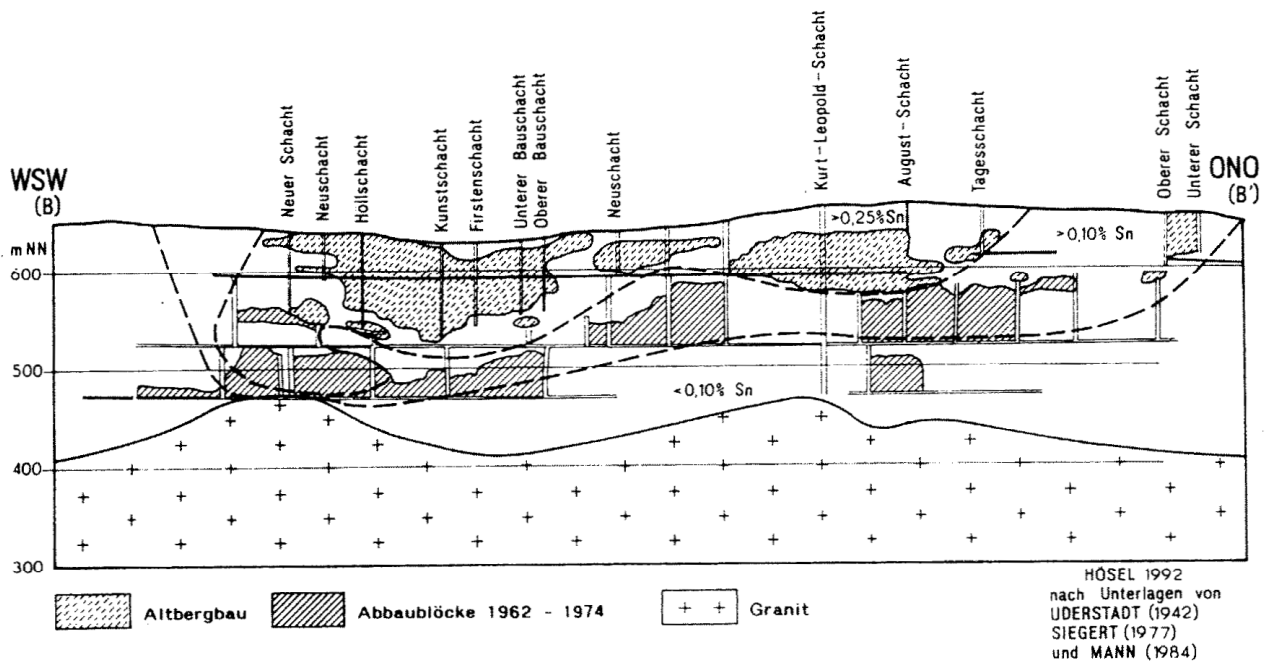 Neuer Schacht
Neuschacht
Hollschacht
Kunstschacht
Firstenschacht
Unterer Bauschacht
Oberer Bauschacht
Neuschacht
Kurt-Leopold-Schacht
August-Schacht
Tagesschacht
Oberer Schacht
Unterer Schacht
WSW
(B)
ONO
(B')
mNN
>0,25%Sn
>0,10% Sn
600
500
<0,10% Sn
400
300
Altbergbau
Abbaublöcke 1962 - 1974
Granit
HÖSEL 1992
nach Unterlagen von
UDERSTADT (1942)
SIEGERT (1977)
und MANN (1984)